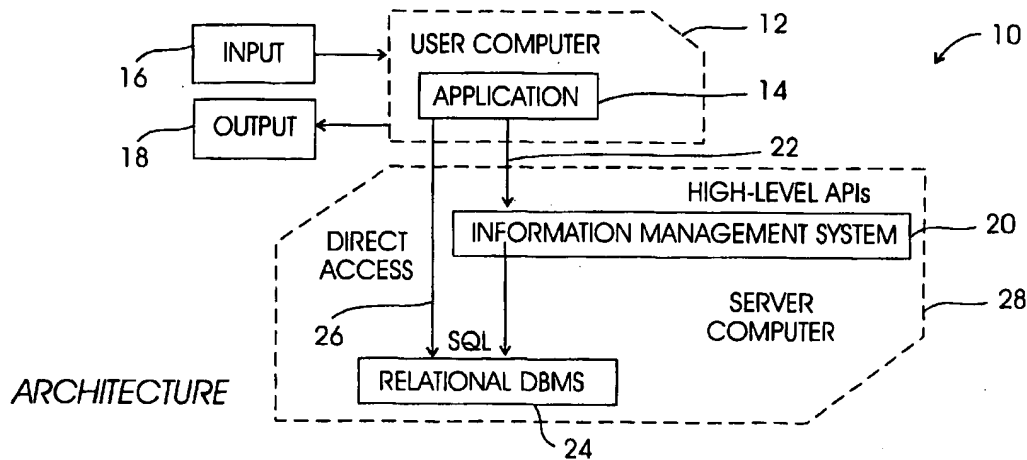 INPUT
16
OUTPUT
18
USER COMPUTER
APPLICATION
12
14
10
22
HIGH-LEVEL APIs
INFORMATION MANAGEMENT SYSTEM
20
DIRECT
ACCESS
26
SERVER
COMPUTER
28
SQL
RELATIONAL DBMS
24
ARCHITECTURE